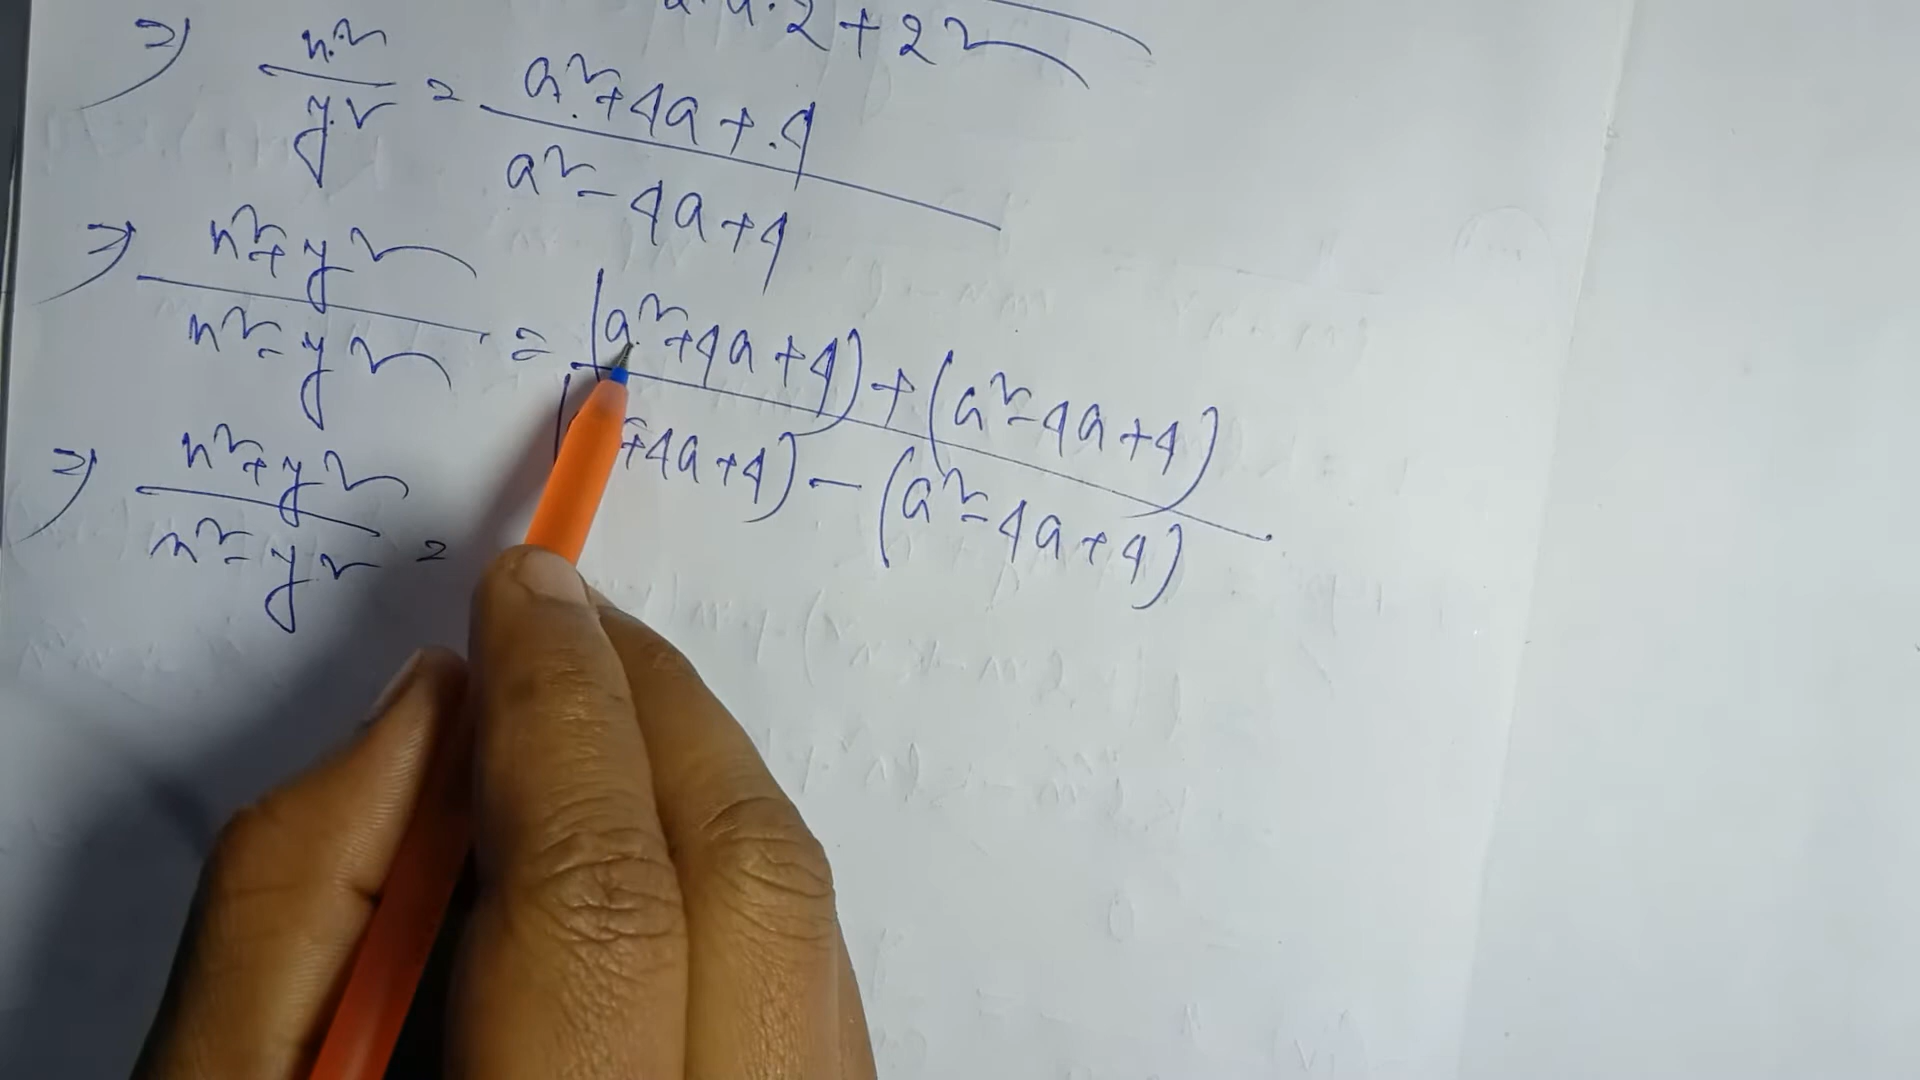 a·2 + 2²
⇒ x²/y² = a²+4a+4 / a²-4a+4
⇒ x²+y² / x²-y² = (a²+4a+4)+(a²-4a+4) / +4a+4)-(a²-4a+4)
⇒ x²+y² / x²-y² =